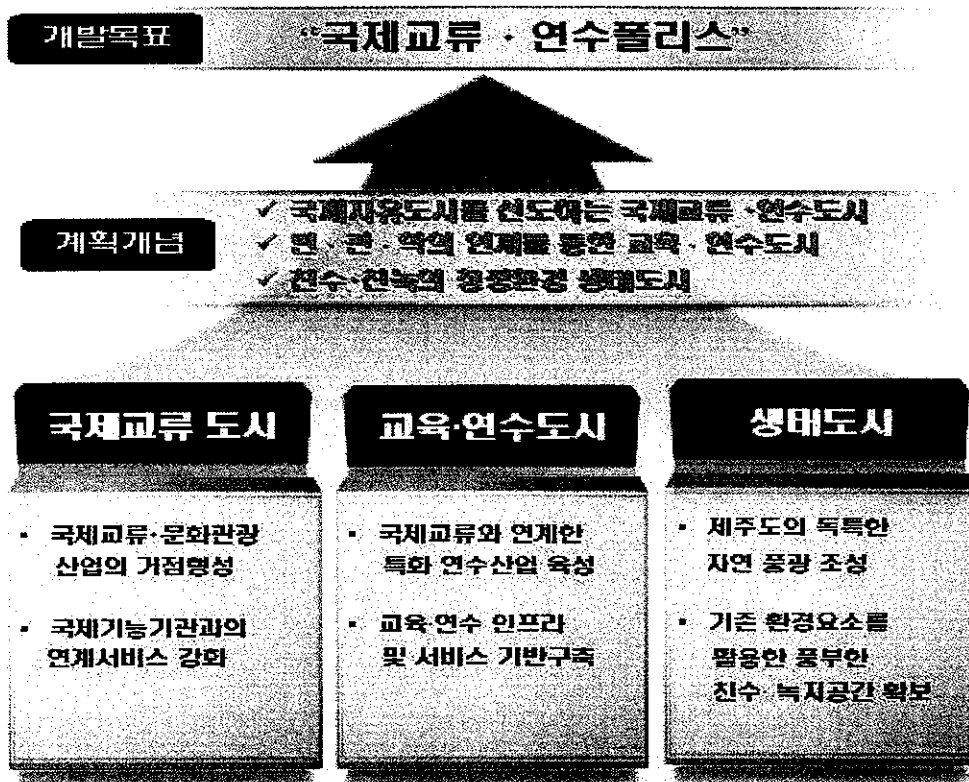 개발목표
“국제교류 · 연수폴리스”
계획개념
✓ 국제자유도시를 선도하는 국제교류 ·연수도시
✓ 민 · 관 · 학의 연계를 통한 교육 · 연수도시
✓ 친수·친녹의 청정환경 생태도시
국제교류 도시
▪ 국제교류·문화관광
산업의 거점형성
▪ 국제기능기관과의
연계서비스 강화
교육·연수도시
▪ 국제교류와 연계한
특화 연수산업 육성
▪ 교육·연수 인프라
및 서비스 기반구축
생태도시
▪ 제주도의 독특한
자연 풍광 조성
▪ 기존 환경요소를
활용한 풍부한
친수· 녹지공간 확보